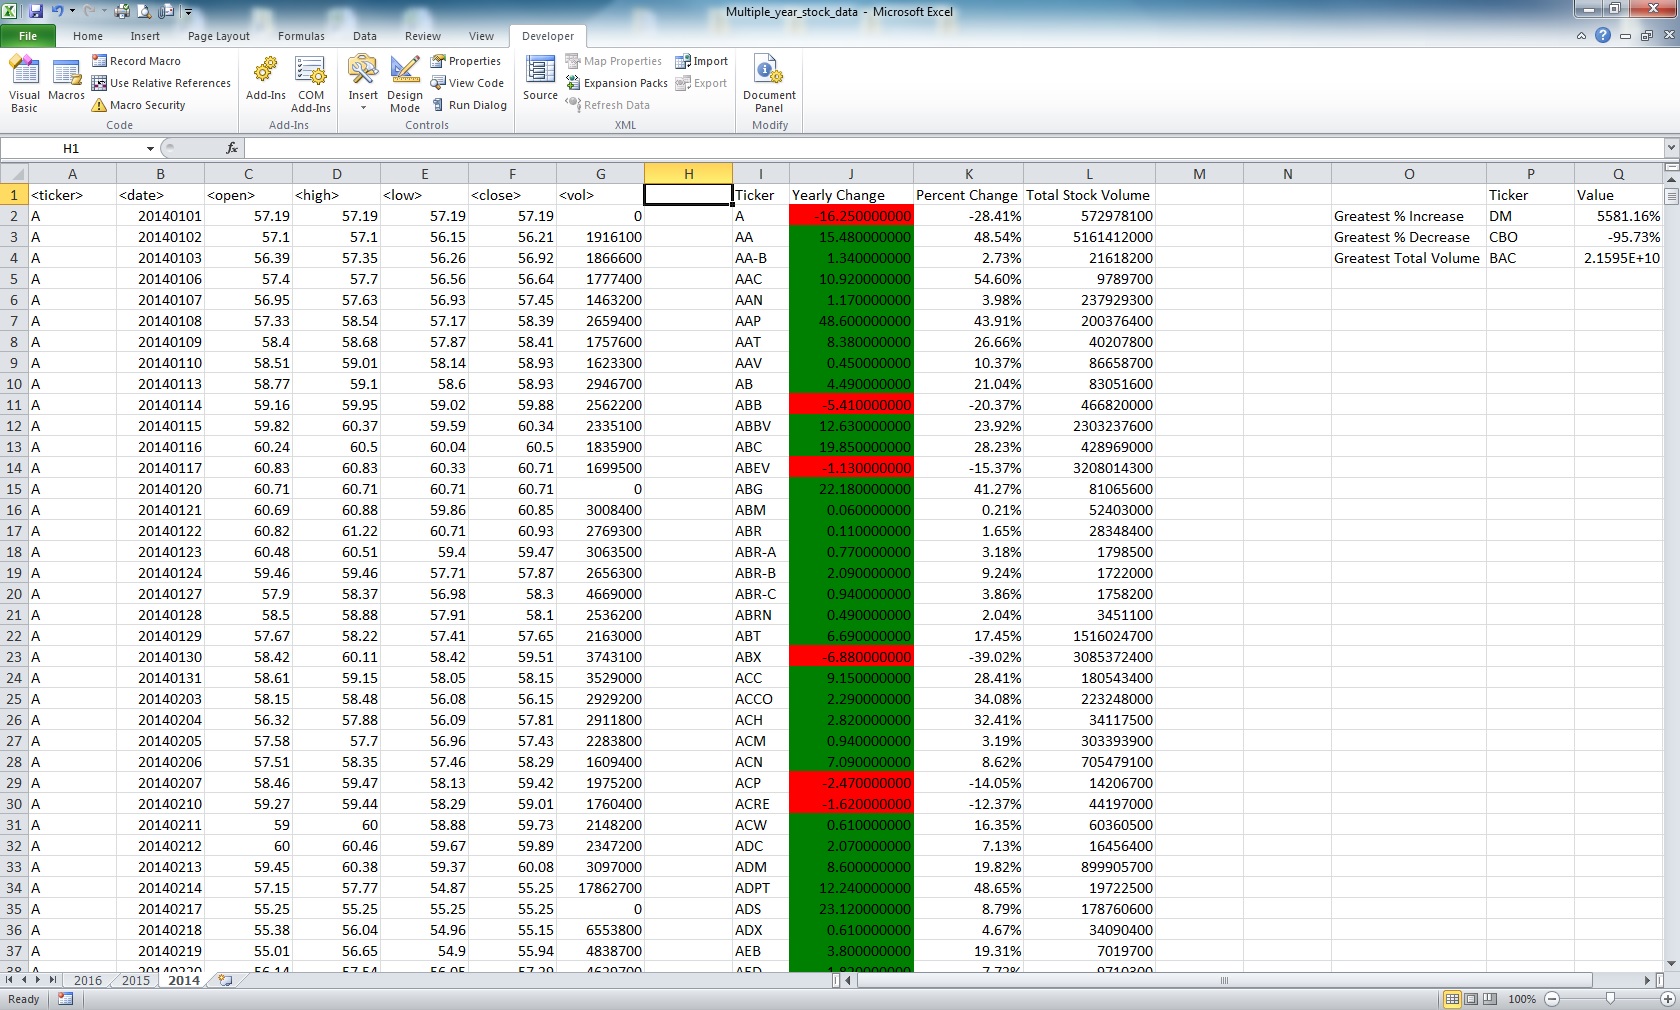 Multiple_year_stock_data - Microsoft Excel
File Home Insert Page Layout Formulas Data Review View Developer
Visual Basic
Macros
Record Macro
Use Relative References
Macro Security
Code
Add-Ins
COM Add-Ins
Add-Ins
Insert
Design Mode
Properties
View Code
Run Dialog
Controls
Source
Map Properties
Expansion Packs
Refresh Data
Import
Export
XML
Document Panel
Modify
H1 fx
A B C D E F G H I J K L M N O P Q
1 <ticker> <date> <open> <high> <low> <close> <vol> Ticker Yearly Change Percent Change Total Stock Volume Ticker Value
2 A 20140101 57.19 57.19 57.19 57.19 0 A -16.250000000 -28.41% 572978100 Greatest % Increase DM 5581.16%
3 A 20140102 57.1 57.1 56.15 56.21 1916100 AA 15.480000000 48.54% 5161412000 Greatest % Decrease CBO -95.73%
4 A 20140103 56.39 57.35 56.26 56.92 1866600 AA-B 1.340000000 2.73% 21618200 Greatest Total Volume BAC 2.1595E+10
5 A 20140106 57.4 57.7 56.56 56.64 1777400 AAC 10.920000000 54.60% 9789700
6 A 20140107 56.95 57.63 56.93 57.45 1463200 AAN 1.170000000 3.98% 237929300
7 A 20140108 57.33 58.54 57.17 58.39 2659400 AAP 48.600000000 43.91% 200376400
8 A 20140109 58.4 58.68 57.87 58.41 1757600 AAT 8.380000000 26.66% 40207800
9 A 20140110 58.51 59.01 58.14 58.93 1623300 AAV 0.450000000 10.37% 86658700
10 A 20140113 58.77 59.1 58.6 58.93 2946700 AB 4.490000000 21.04% 83051600
11 A 20140114 59.16 59.95 59.02 59.88 2562200 ABB -5.410000000 -20.37% 466820000
12 A 20140115 59.82 60.37 59.59 60.34 2335100 ABBV 12.630000000 23.92% 2303237600
13 A 20140116 60.24 60.5 60.04 60.5 1835900 ABC 19.850000000 28.23% 428969000
14 A 20140117 60.83 60.83 60.33 60.71 1699500 ABEV -1.130000000 -15.37% 3208014300
15 A 20140120 60.71 60.71 60.71 60.71 0 ABG 22.180000000 41.27% 81065600
16 A 20140121 60.69 60.88 59.86 60.85 3008400 ABM 0.060000000 0.21% 52403000
17 A 20140122 60.82 61.22 60.71 60.93 2769300 ABR 0.110000000 1.65% 28348400
18 A 20140123 60.48 60.51 59.4 59.47 3063500 ABR-A 0.770000000 3.18% 1798500
19 A 20140124 59.46 59.46 57.71 57.87 2656300 ABR-B 2.090000000 9.24% 1722000
20 A 20140127 57.9 58.37 56.98 58.3 4669000 ABR-C 0.940000000 3.86% 1758200
21 A 20140128 58.5 58.88 57.91 58.1 2536200 ABRN 0.490000000 2.04% 3451100
22 A 20140129 57.67 58.22 57.41 57.65 2163000 ABT 6.690000000 17.45% 1516024700
23 A 20140130 58.42 60.11 58.42 59.51 3743100 ABX -6.880000000 -39.02% 3085372400
24 A 20140131 58.61 59.15 58.05 58.15 3529000 ACC 9.150000000 28.41% 180543400
25 A 20140203 58.15 58.48 56.08 56.15 2929200 ACCO 2.290000000 34.08% 223248000
26 A 20140204 56.32 57.88 56.09 57.81 2911800 ACH 2.820000000 32.41% 34117500
27 A 20140205 57.58 57.7 56.96 57.43 2283800 ACM 0.940000000 3.19% 303393900
28 A 20140206 57.51 58.35 57.46 58.29 1609400 ACN 7.090000000 8.62% 705479100
29 A 20140207 58.46 59.47 58.13 59.42 1975200 ACP -2.470000000 -14.05% 14206700
30 A 20140210 59.27 59.44 58.29 59.01 1760400 ACRE -1.620000000 -12.37% 44197000
31 A 20140211 59 60 58.88 59.73 2148200 ACW 0.610000000 16.35% 60360500
32 A 20140212 60 60.46 59.67 59.89 2347200 ADC 2.070000000 7.13% 16456400
33 A 20140213 59.45 60.38 59.37 60.08 3097000 ADM 8.600000000 19.82% 899905700
34 A 20140214 57.15 57.77 54.87 55.25 17862700 ADPT 12.240000000 48.65% 19722500
35 A 20140217 55.25 55.25 55.25 55.25 0 ADS 23.120000000 8.79% 178760600
36 A 20140218 55.38 56.04 54.96 55.15 6553800 ADX 0.610000000 4.67% 34090400
37 A 20140219 55.01 56.65 54.9 55.94 4838700 AEB 3.800000000 19.31% 7019700
2016 2015 2014
Ready 100%